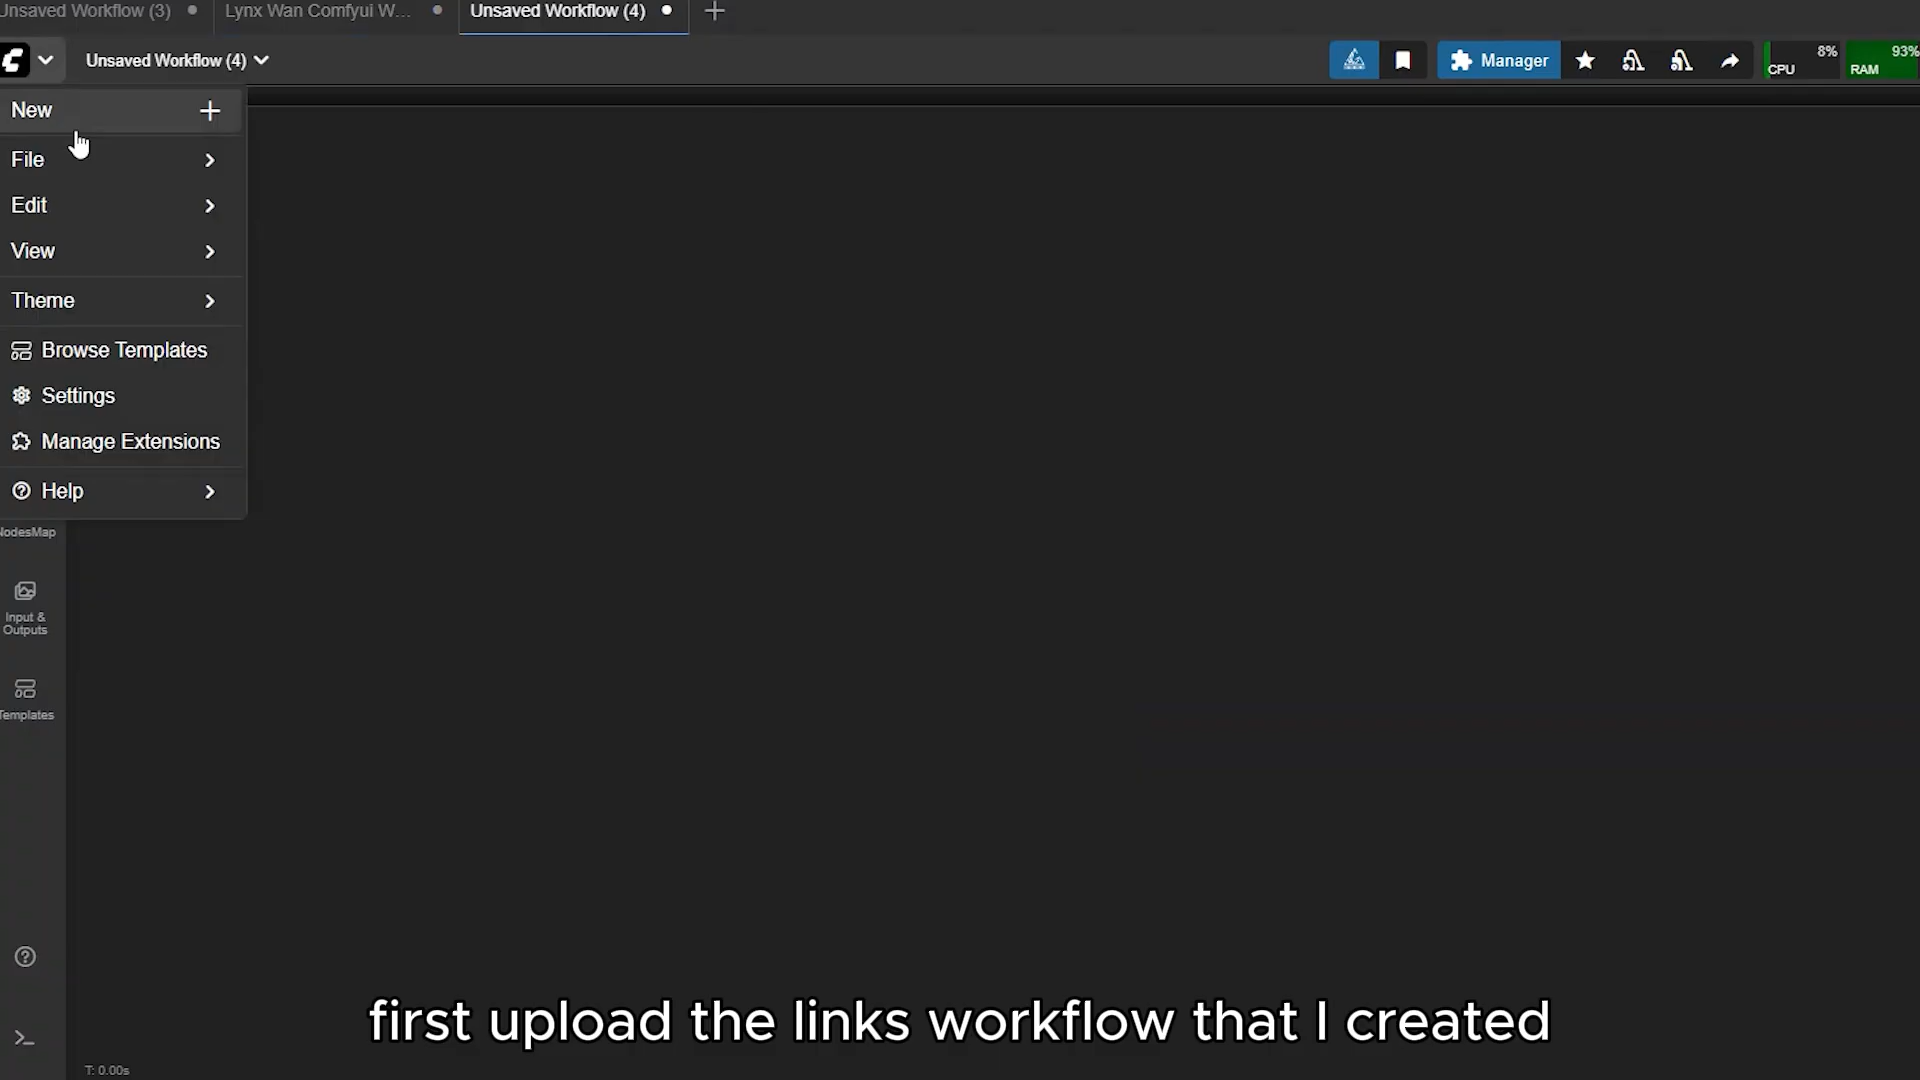 Unsaved Workflow (3)
Lynx Wan Comfyui W...
Unsaved Workflow (4)
Unsaved Workflow (4)
Manager
8%
CPU
93%
RAM
New
File
Edit
View
Theme
Browse Templates
Settings
Manage Extensions
Help
NodesMap
Input &
Outputs
Templates
first upload the links workflow that I created
T: 0.00s